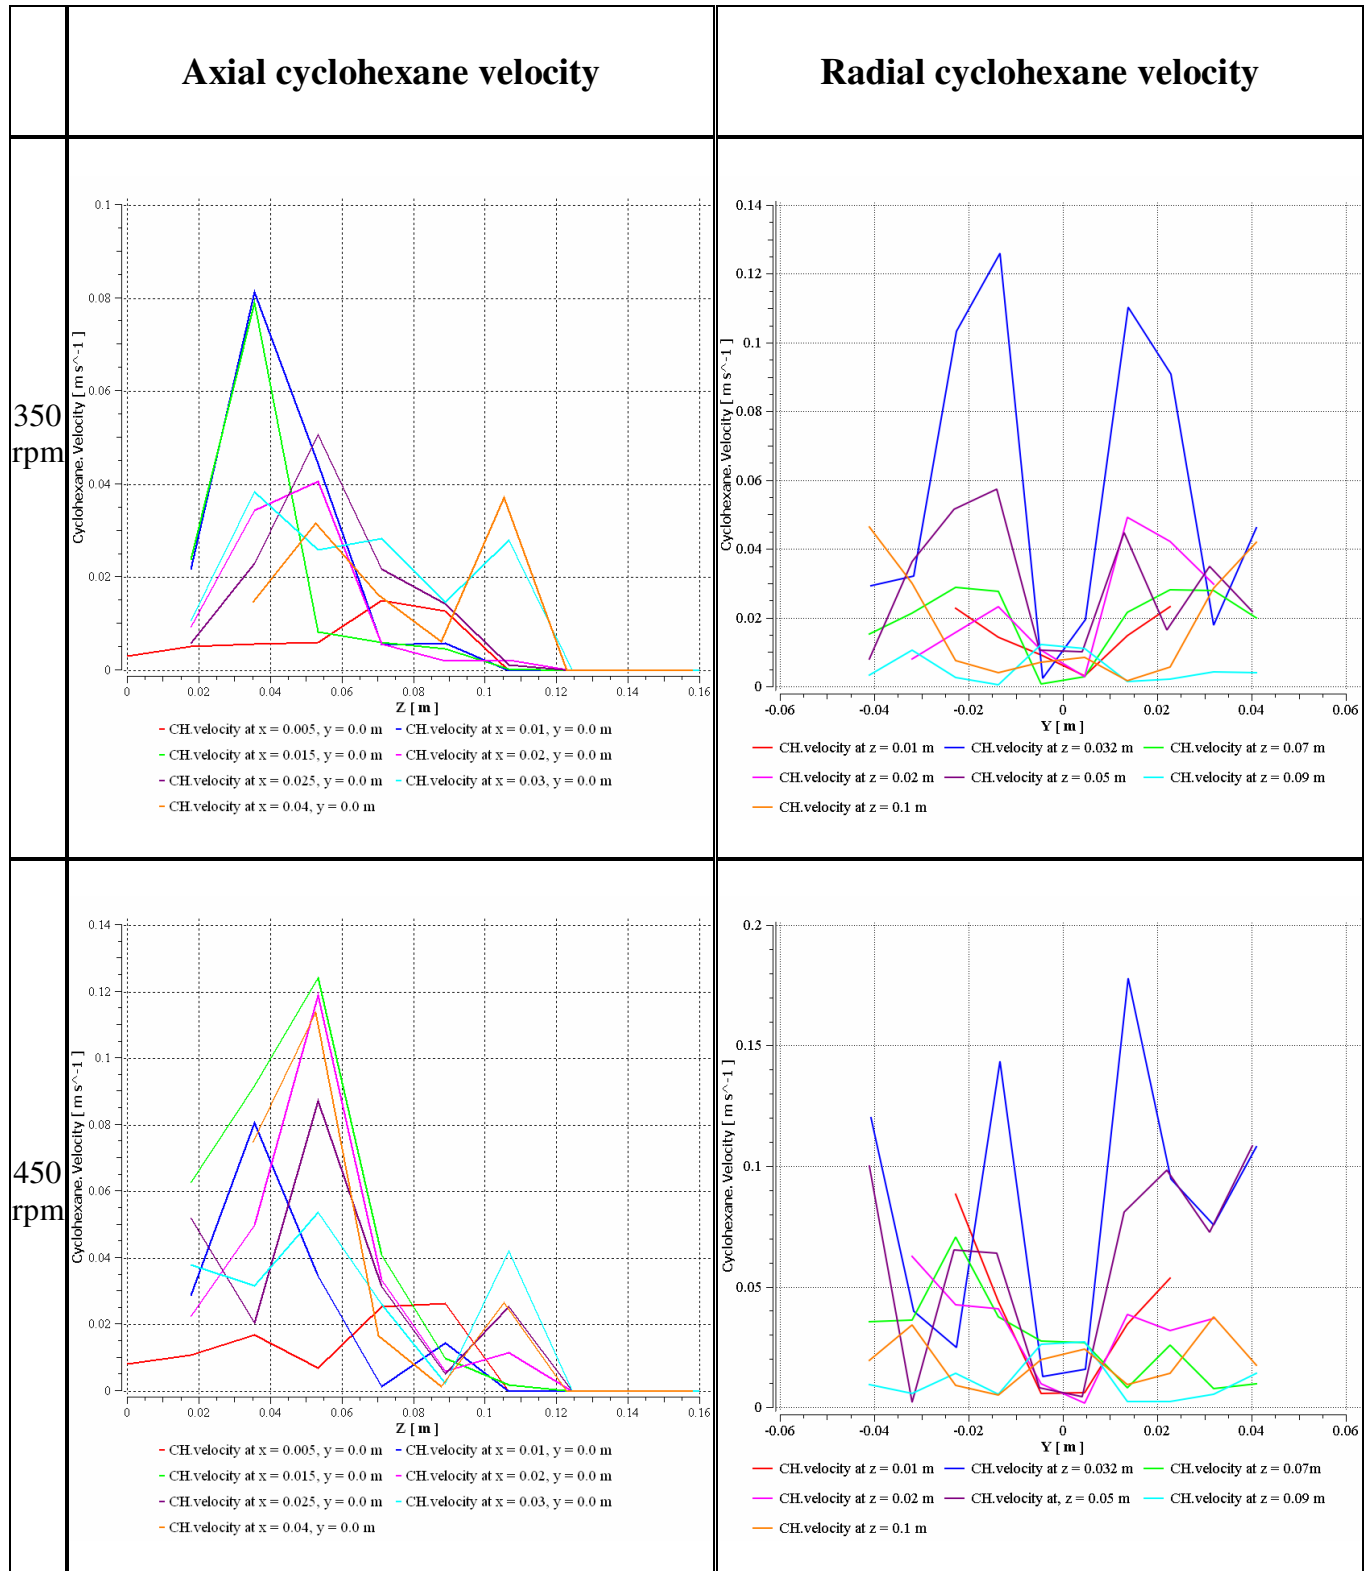 Axial cyclohexane velocity
Radial cyclohexane velocity
350
rpm
0.1
0.08
0.06
0.04
0.02
0
Cyclohexane.Velocity [ m s^-1 ]
0 0.02 0.04 0.06 0.08 0.1 0.12 0.14 0.16
Z [ m ]
CH.velocity at x = 0.005, y = 0.0 m CH.velocity at x = 0.01, y = 0.0 m
CH.velocity at x = 0.015, y = 0.0 m CH.velocity at x = 0.02, y = 0.0 m
CH.velocity at x = 0.025, y = 0.0 m CH.velocity at x = 0.03, y = 0.0 m
CH.velocity at x = 0.04, y = 0.0 m
0.14
0.12
0.1
0.08
0.06
0.04
0.02
0
Cyclohexane.Velocity [ m s^-1 ]
-0.06 -0.04 -0.02 0 0.02 0.04 0.06
Y [ m ]
CH.velocity at z = 0.01 m CH.velocity at z = 0.032 m CH.velocity at z = 0.07 m
CH.velocity at z = 0.02 m CH.velocity at z = 0.05 m CH.velocity at z = 0.09 m
CH.velocity at z = 0.1 m
450
rpm
0.14
0.12
0.1
0.08
0.06
0.04
0.02
0
Cyclohexane.Velocity [ m s^-1 ]
0 0.02 0.04 0.06 0.08 0.1 0.12 0.14 0.16
Z [ m ]
CH.velocity at x = 0.005, y = 0.0 m CH.velocity at x = 0.01, y = 0.0 m
CH.velocity at x = 0.015, y = 0.0 m CH.velocity at x = 0.02, y = 0.0 m
CH.velocity at x = 0.025, y = 0.0 m CH.velocity at x = 0.03, y = 0.0 m
CH.velocity at x = 0.04, y = 0.0 m
0.2
0.15
0.1
0.05
0
Cyclohexane.Velocity [ m s^-1 ]
-0.06 -0.04 -0.02 0 0.02 0.04 0.06
Y [ m ]
CH.velocity at z = 0.01 m CH.velocity at z = 0.032 m CH.velocity at z = 0.07m
CH.velocity at z = 0.02 m CH.velocity at, z = 0.05 m CH.velocity at z = 0.09 m
CH.velocity at z = 0.1 m